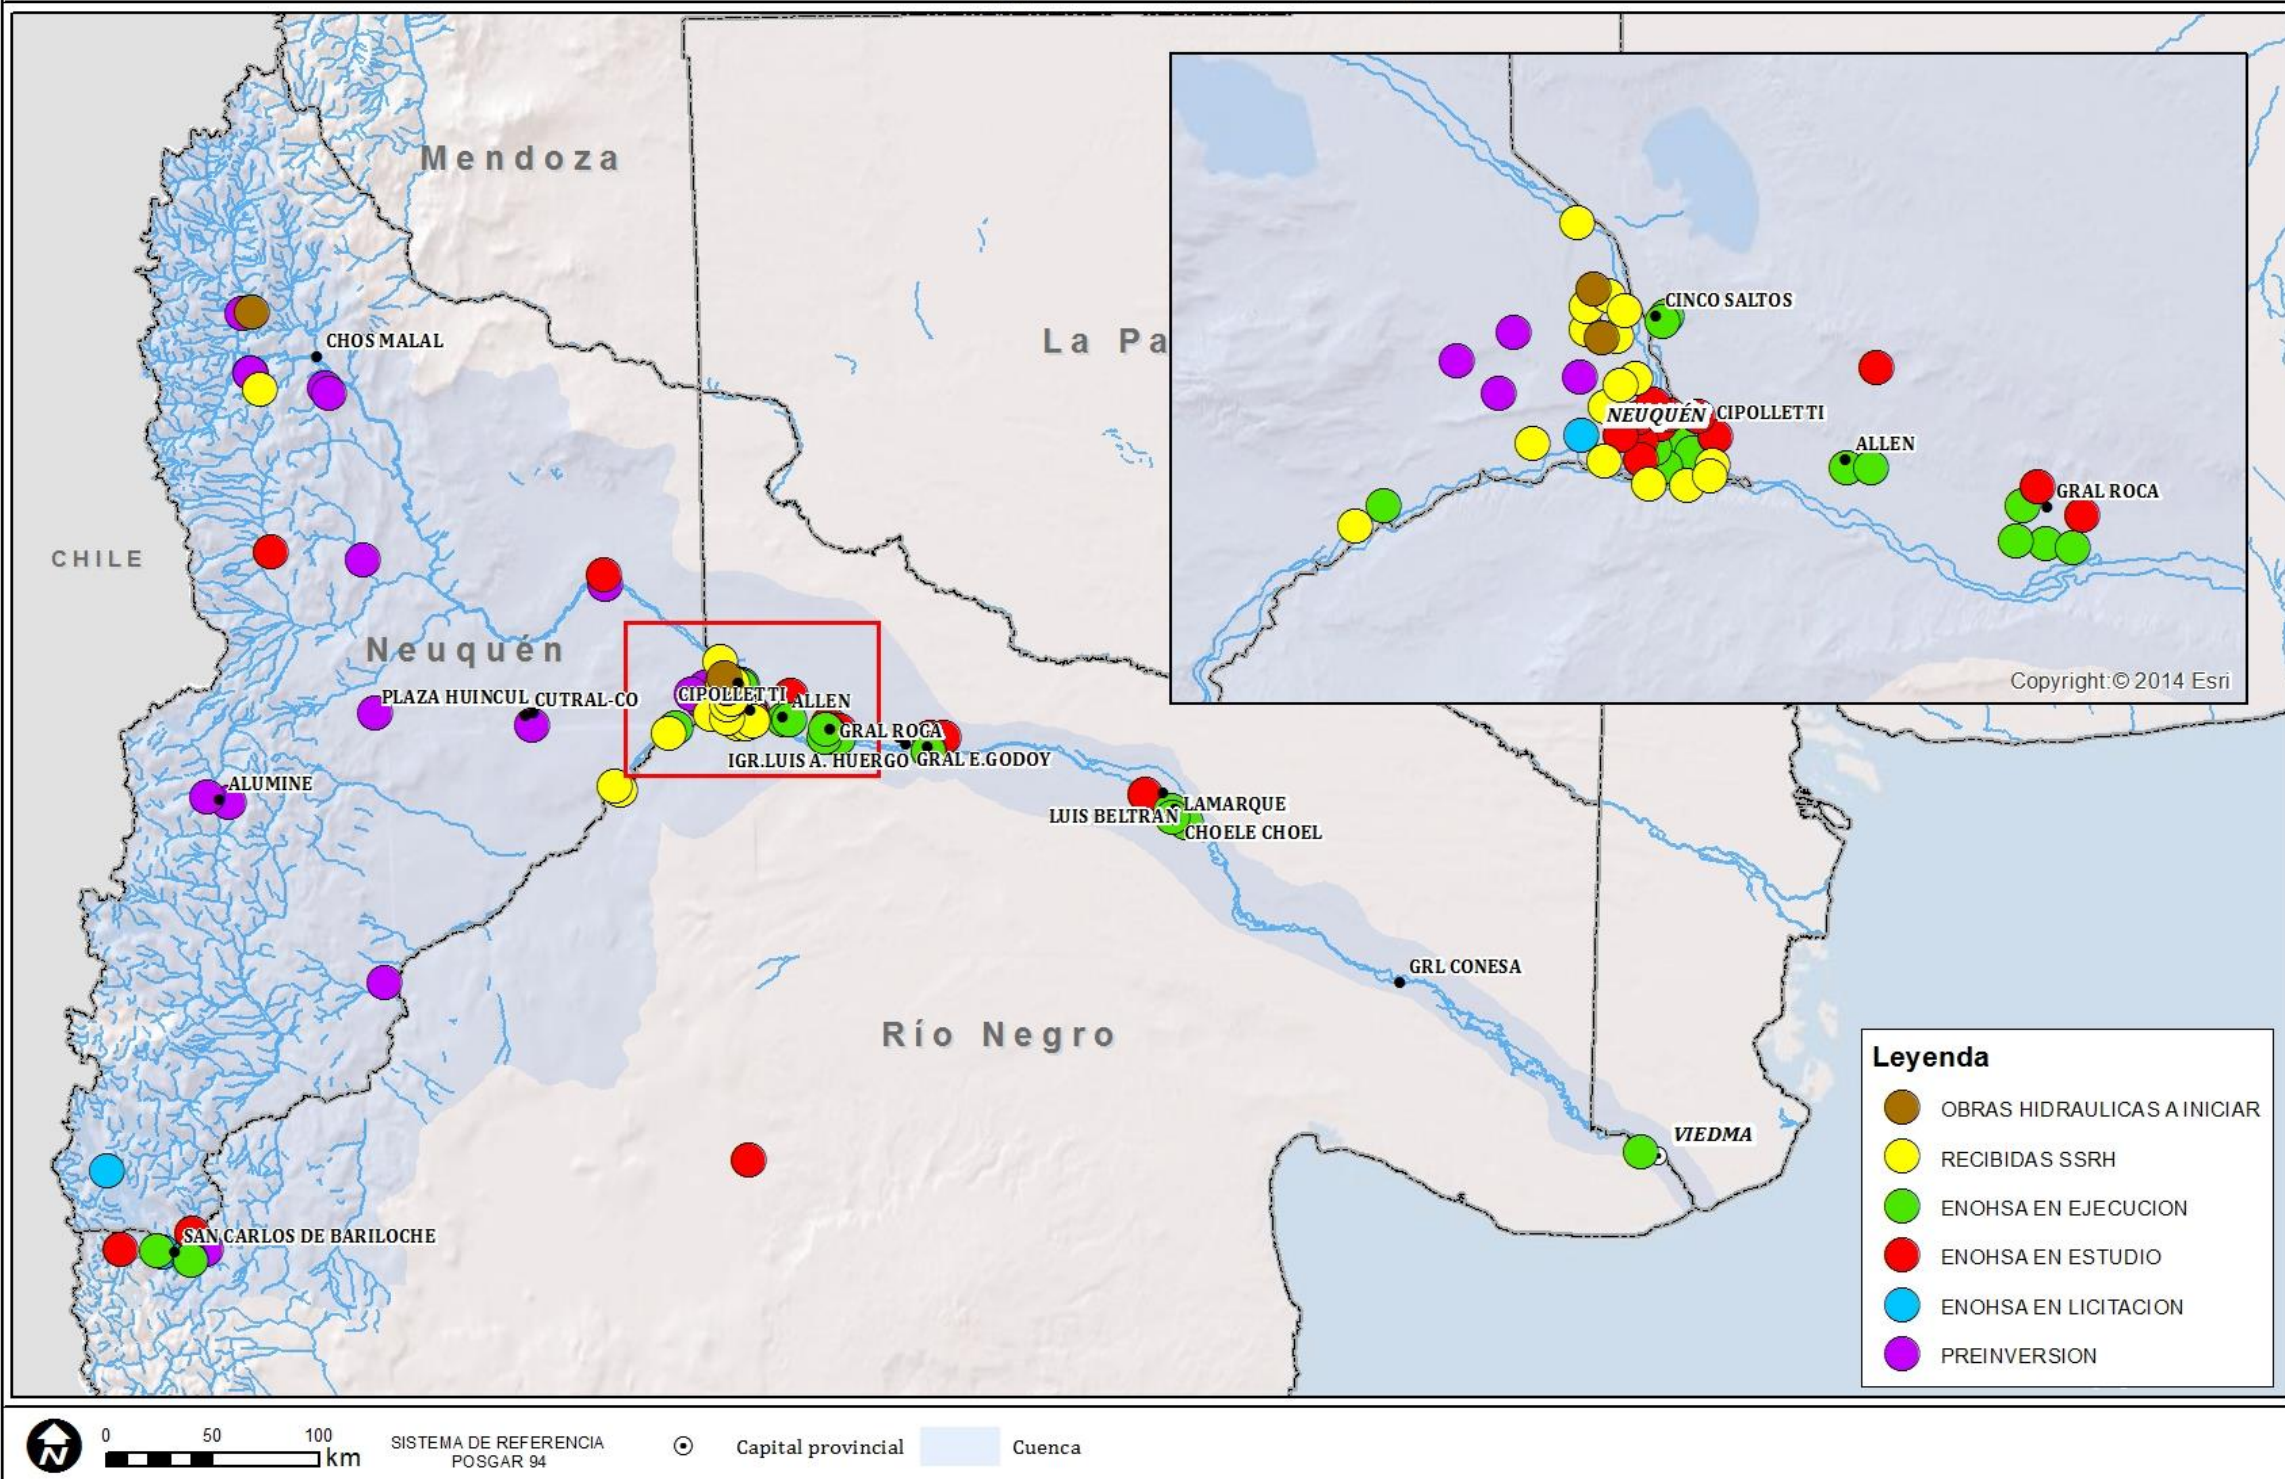 Mendoza
La Pa
CHILE
Neuquén
Río Negro
CHOS MALAL
PLAZA HUINCUL
CUTRAL-CO
ALUMINE
CIPOLLETTI
ALLEN
GRAL ROCA
IGR.LUIS A. HUERGO
GRAL E.GODOY
LAMARQUE
LUIS BELTRAN
CHOELE CHOEL
GRL CONESA
VIEDMA
SAN CARLOS DE BARILOCHE
CINCO SALTOS
NEUQUÉN
CIPOLLETTI
ALLEN
GRAL ROCA
Copyright:© 2014 Esri
Leyenda
OBRAS HIDRAULICAS A INICIAR
RECIBIDAS SSRH
ENOHSA EN EJECUCION
ENOHSA EN ESTUDIO
ENOHSA EN LICITACION
PREINVERSION
N
0 50 100
km
SISTEMA DE REFERENCIA
POSGAR 94
Capital provincial
Cuenca